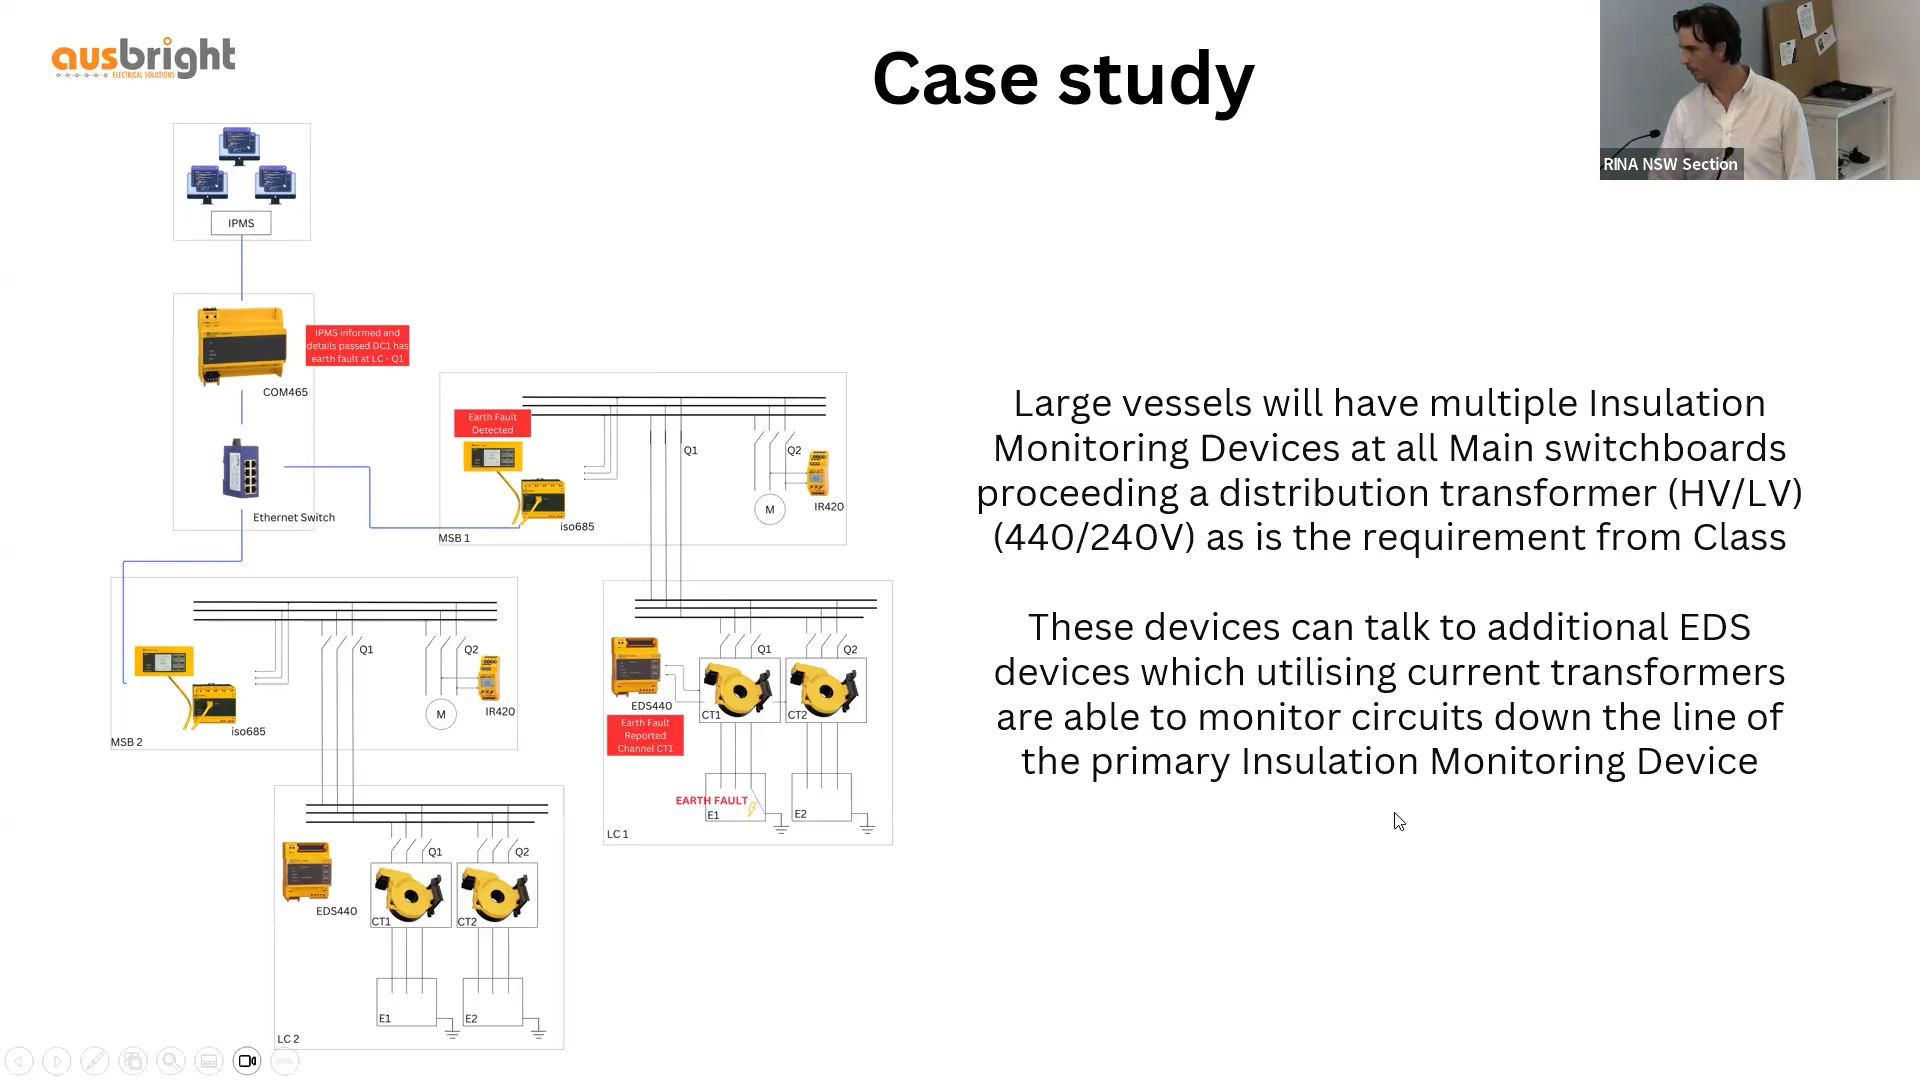 ausbright
ELECTRICAL SOLUTIONS
Case study
RINA NSW Section
IPMS
IPMS informed and
details passed DC1 has
earth fault at LC - Q1
COM465
Ethernet Switch
Earth Fault
Detected
Q1
Q2
M
IR420
iso685
MSB 1
Q1
Q2
M
IR420
iso685
MSB 2
Q1
Q2
EDS440
CT1
CT2
Earth Fault
Reported
Channel CT1
EARTH FAULT
E1
E2
LC 1
Q1
Q2
EDS440
CT1
CT2
E1
E2
LC 2
Large vessels will have multiple Insulation
Monitoring Devices at all Main switchboards
proceeding a distribution transformer (HV/LV)
(440/240V) as is the requirement from Class
These devices can talk to additional EDS
devices which utilising current transformers
are able to monitor circuits down the line of
the primary Insulation Monitoring Device